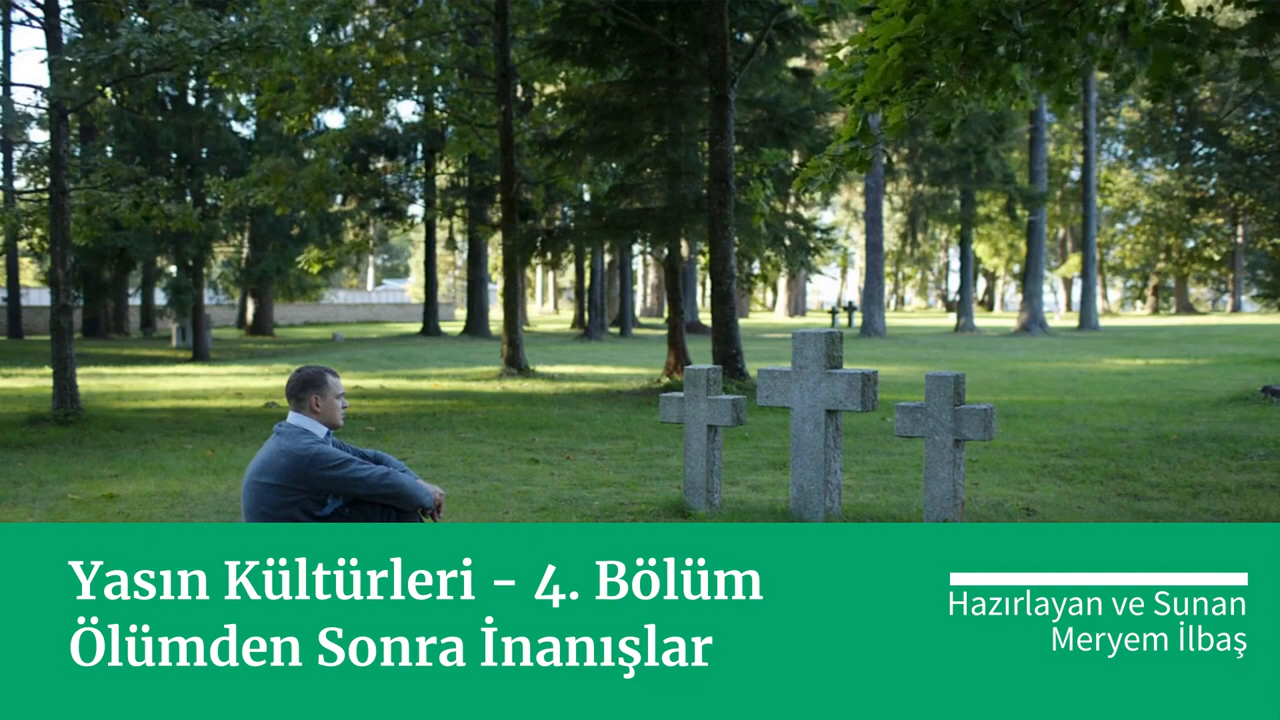 Yasın Kültürleri - 4. Bölüm
Ölümden Sonra İnanışlar
Hazırlayan ve Sunan
Meryem İlbaş